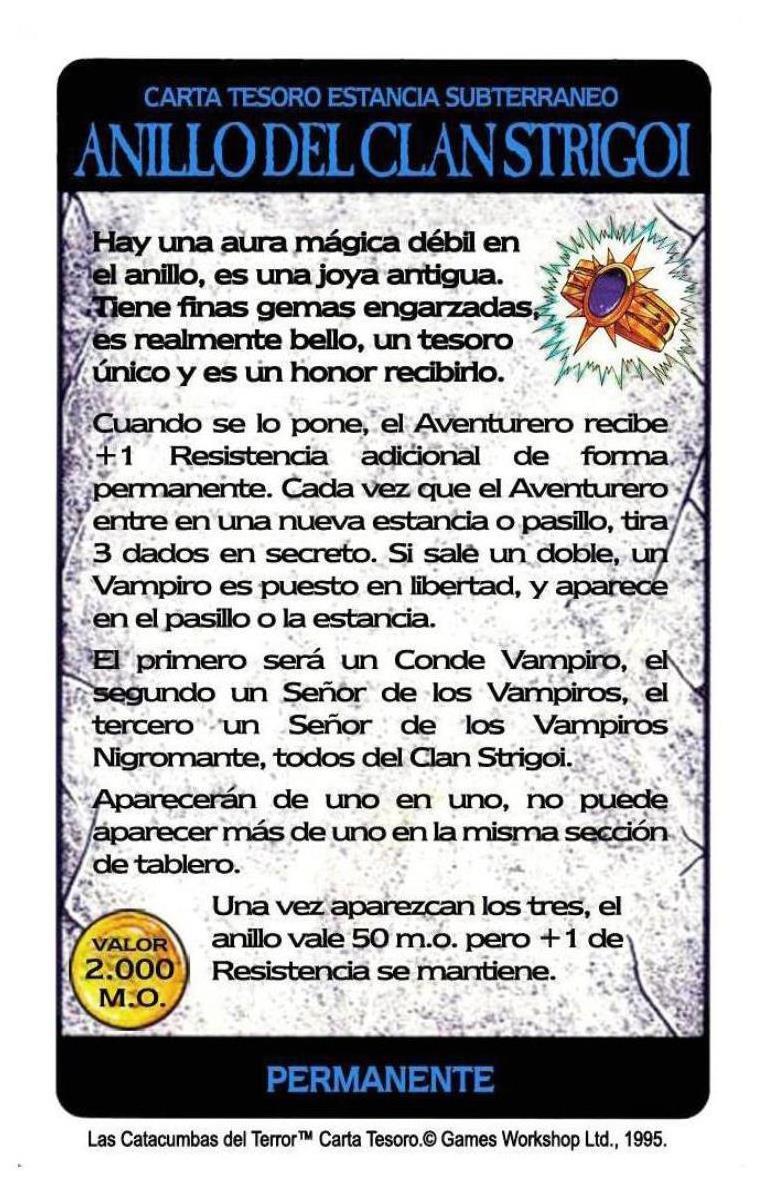 CARTA TESORO ESTANCIA SUBTERRANEO
ANILLO DEL CLAN STRIGOI
Hay una aura mágica débil en
el anillo, es una joya antigua.
Tiene finas gemas engarzadas,
es realmente bello, un tesoro
único y es un honor recibirlo.
Cuando se lo pone, el Aventurero recibe
+1 Resistencia adicional de forma
permanente. Cada vez que el Aventurero
entre en una nueva estancia o pasillo, tira
3 dados en secreto. Si sale un doble, un
Vampiro es puesto en libertad, y aparece
en el pasillo o la estancia.
El primero será un Conde Vampiro, el
segundo un Señor de los Vampiros, el
tercero un Señor de los Vampiros
Nigromante, todos del Clan Strigoi.
Aparecerán de uno en uno, no puede
aparecer más de uno en la misma sección
de tablero.
Una vez aparezcan los tres, el
anillo vale 50 m.o. pero +1 de
Resistencia se mantiene.
VALOR
2.000
M.O.
PERMANENTE
Las Catacumbas del Terror™ Carta Tesoro.© Games Workshop Ltd., 1995.